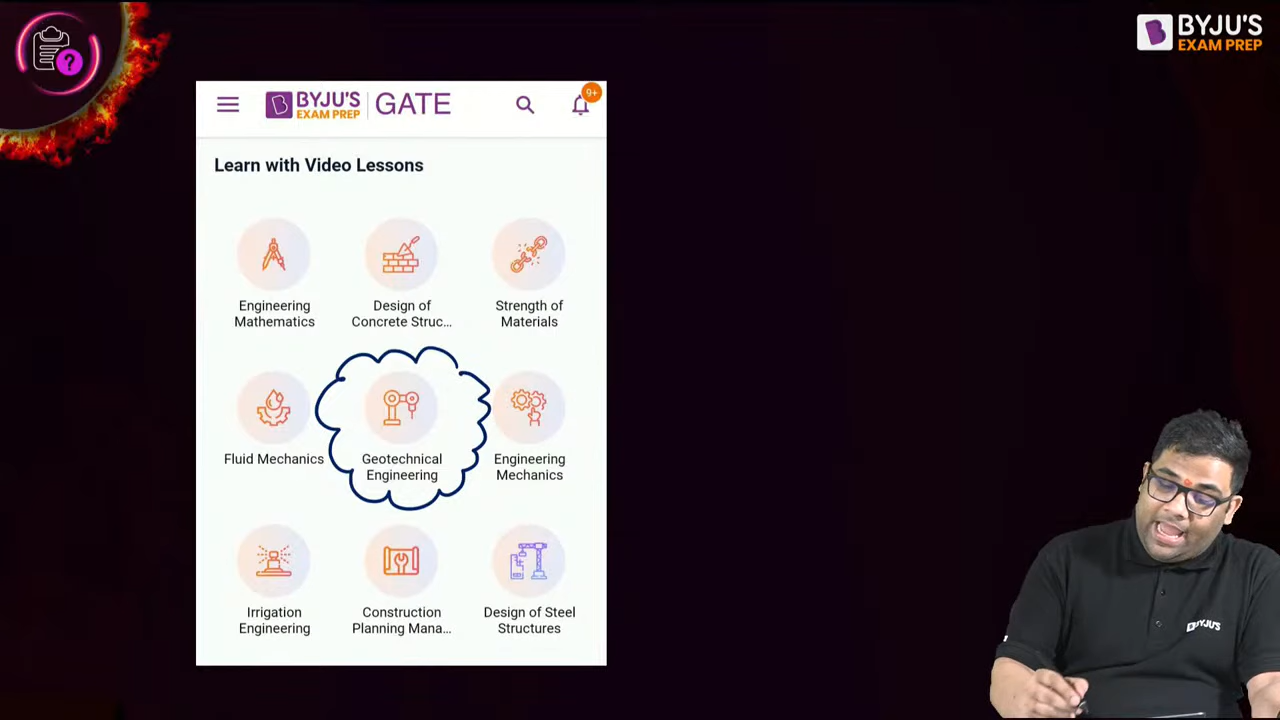 ?
BYJU'S
EXAM PREP
BYJU'S
EXAM PREP
GATE
9+
Learn with Video Lessons
Engineering
Mathematics
Design of
Concrete Struc...
Strength of
Materials
Fluid Mechanics
Geotechnical
Engineering
Engineering
Mechanics
Irrigation
Engineering
Construction
Planning Mana...
Design of Steel
Structures
BYJU'S